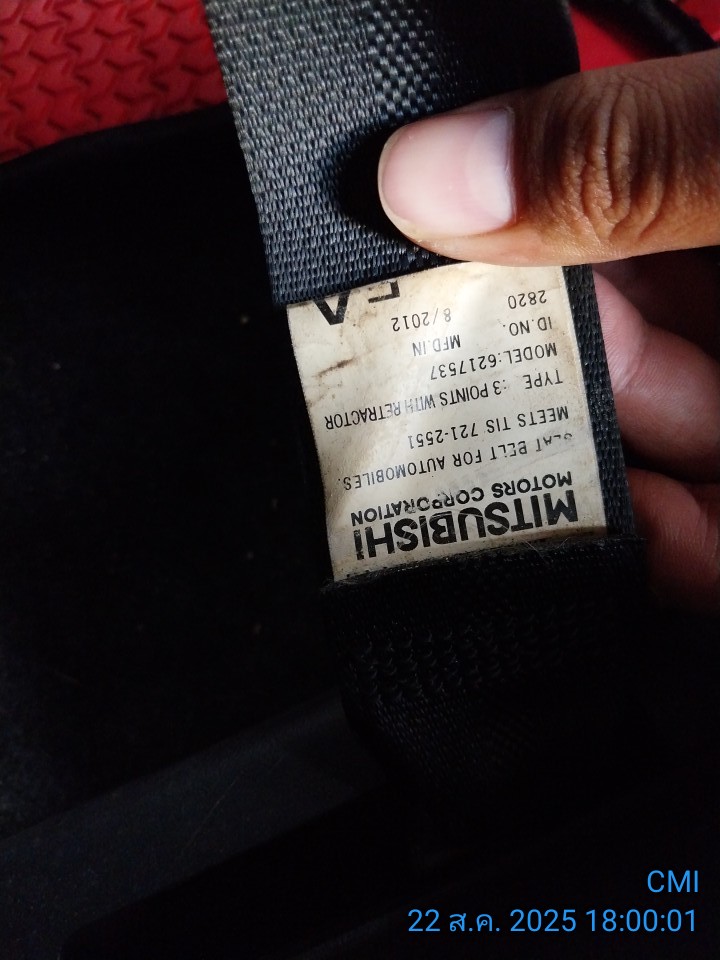 MITSUBISHI
MOTORS CORPORATION
SEAT BELT FOR AUTOMOBILES.
MEETS TIS 721-2551
TYPE :3 POINTS WITH RETRACTOR
MODEL:6217537
ID.NO. MFD.IN
2820 8/2012
CMI
22 ส.ค. 2025 18:00:01